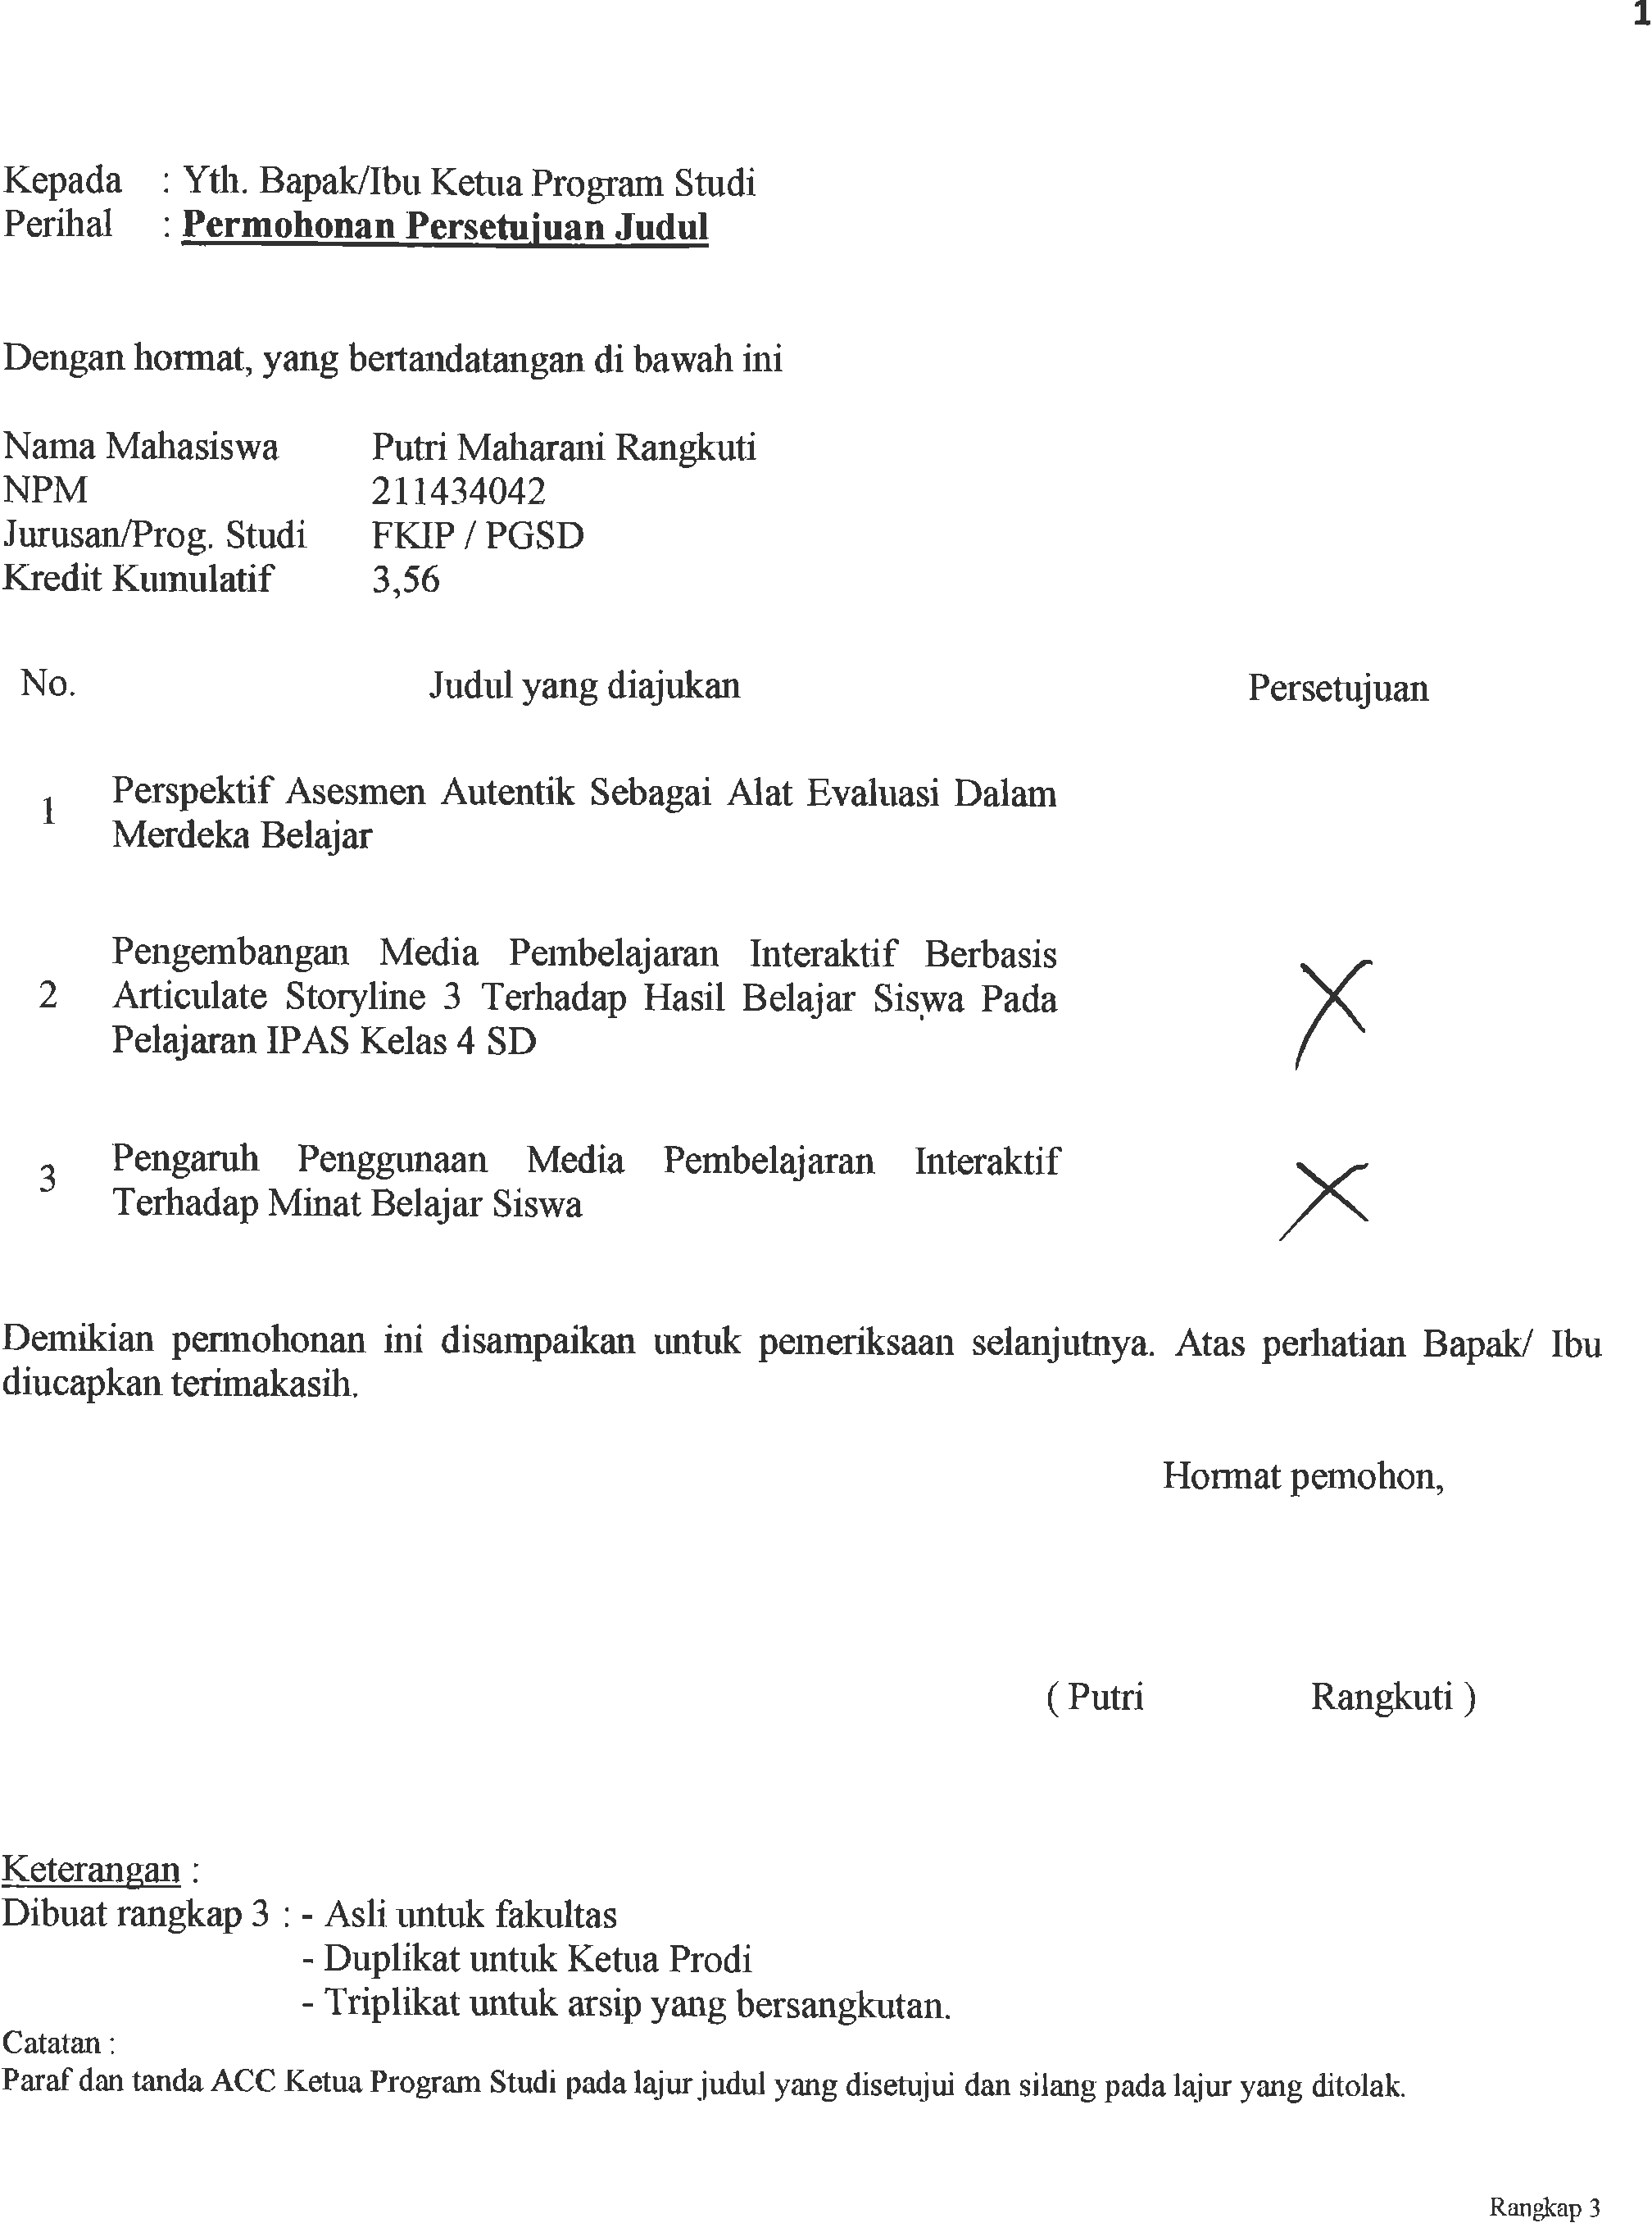 1
Kepada : Yth. Bapak/Ibu Ketua Program Studi
Perihal : Permohonan Persetujuan Judul
Dengan hormat, yang bertandatangan di bawah ini
Nama Mahasiswa Putri Maharani Rangkuti
NPM 211434042
Jurusan/Prog. Studi FKIP / PGSD
Kredit Kumulatif 3,56
No. Judul yang diajukan Persetujuan
1 Perspektif Asesmen Autentik Sebagai Alat Evaluasi Dalam
Merdeka Belajar
Pengembangan Media Pembelajaran Interaktif Berbasis
2 Articulate Storyline 3 Terhadap Hasil Belajar Siswa Pada
Pelajaran IPAS Kelas 4 SD
3 Pengaruh Penggunaan Media Pembelajaran Interaktif
Terhadap Minat Belajar Siswa
Demikian permohonan ini disampaikan untuk pemeriksaan selanjutnya. Atas perhatian Bapak/ Ibu
diucapkan terimakasih.
Hormat pemohon,
( Putri Rangkuti )
Keterangan :
Dibuat rangkap 3 : - Asli untuk fakultas
- Duplikat untuk Ketua Prodi
- Triplikat untuk arsip yang bersangkutan.
Catatan :
Paraf dan tanda ACC Ketua Program Studi pada lajur judul yang disetujui dan silang pada lajur yang ditolak.
Rangkap 3